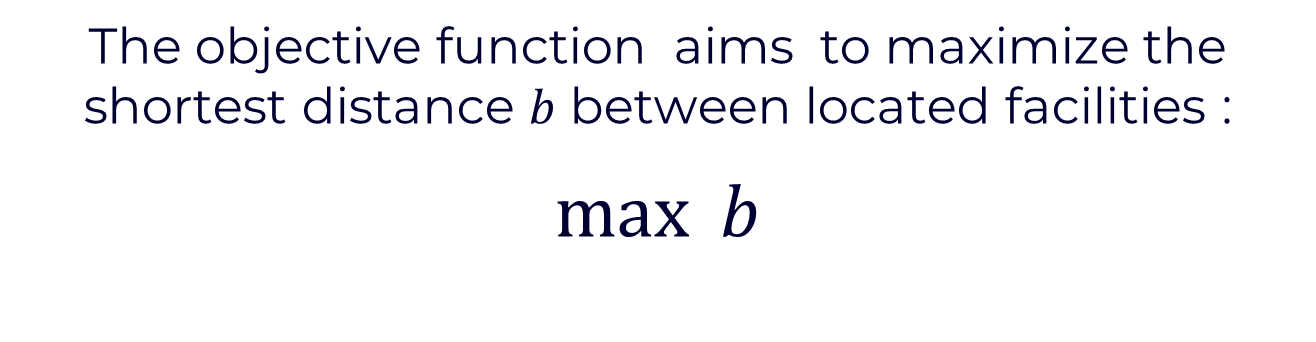 The objective function aims to maximize the
shortest distance b between located facilities :
max b